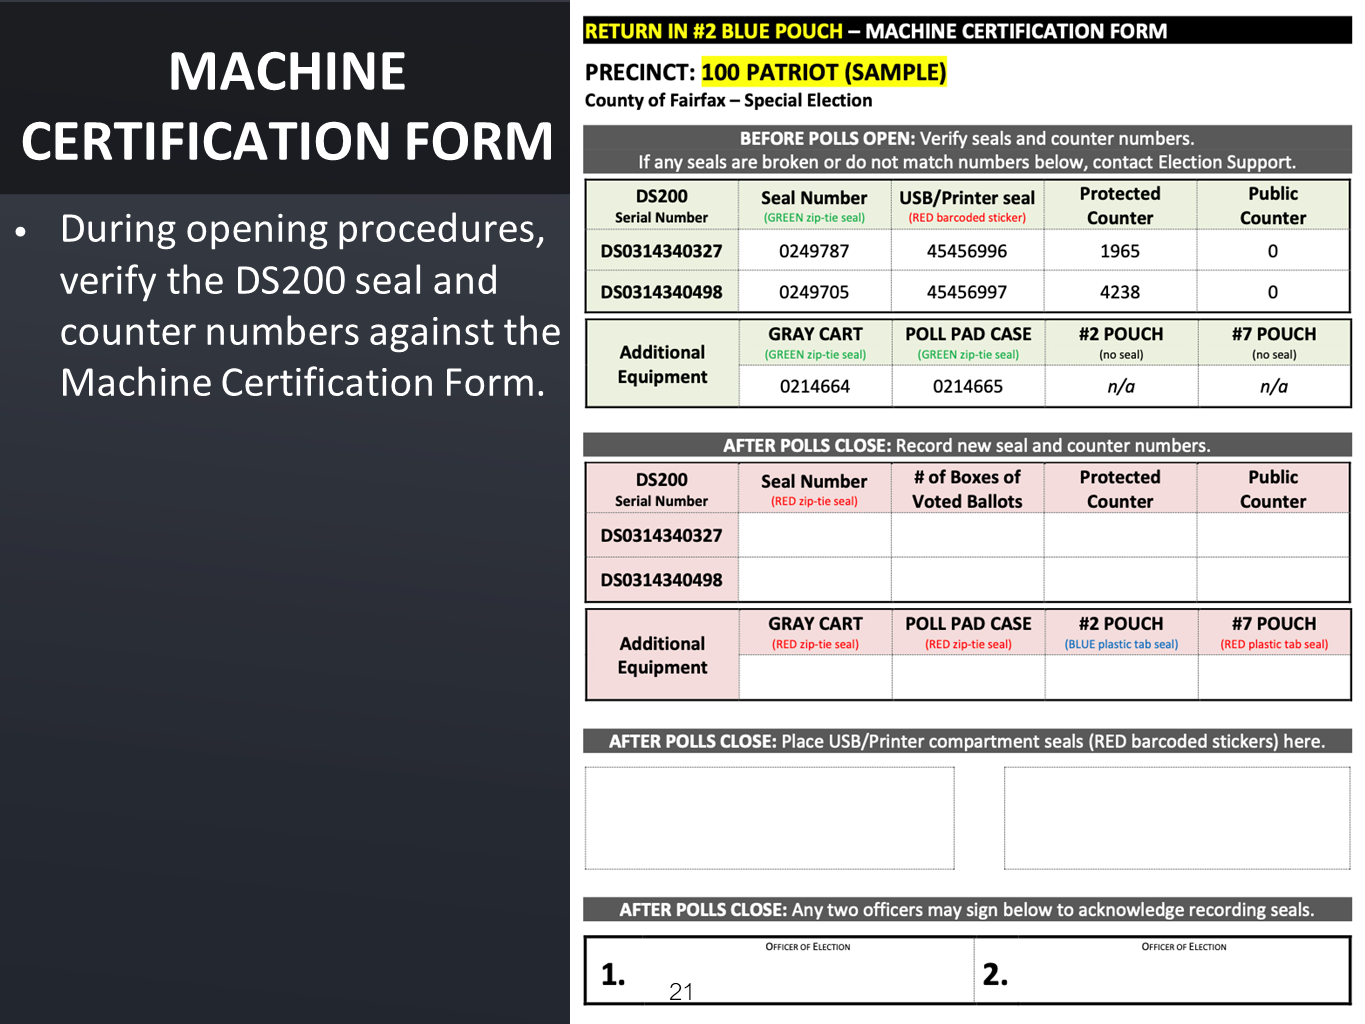 MACHINE
CERTIFICATION FORM
• During opening procedures,
verify the DS200 seal and
counter numbers against the
Machine Certification Form.
RETURN IN #2 BLUE POUCH – MACHINE CERTIFICATION FORM
PRECINCT: 100 PATRIOT (SAMPLE)
County of Fairfax – Special Election
BEFORE POLLS OPEN: Verify seals and counter numbers.
If any seals are broken or do not match numbers below, contact Election Support.
DS200 Serial Number Seal Number (GREEN zip-tie seal) USB/Printer seal (RED barcoded sticker) Protected Counter Public Counter
DS0314340327 0249787 45456996 1965 0
DS0314340498 0249705 45456997 4238 0
Additional Equipment GRAY CART (GREEN zip-tie seal) POLL PAD CASE (GREEN zip-tie seal) #2 POUCH (no seal) #7 POUCH (no seal)
0214664 0214665 n/a n/a
AFTER POLLS CLOSE: Record new seal and counter numbers.
DS200 Serial Number Seal Number (RED zip-tie seal) # of Boxes of Voted Ballots Protected Counter Public Counter
DS0314340327
DS0314340498
Additional Equipment GRAY CART (RED zip-tie seal) POLL PAD CASE (RED zip-tie seal) #2 POUCH (BLUE plastic tab seal) #7 POUCH (RED plastic tab seal)
AFTER POLLS CLOSE: Place USB/Printer compartment seals (RED barcoded stickers) here.
AFTER POLLS CLOSE: Any two officers may sign below to acknowledge recording seals.
OFFICER OF ELECTION OFFICER OF ELECTION
1. 2.
21